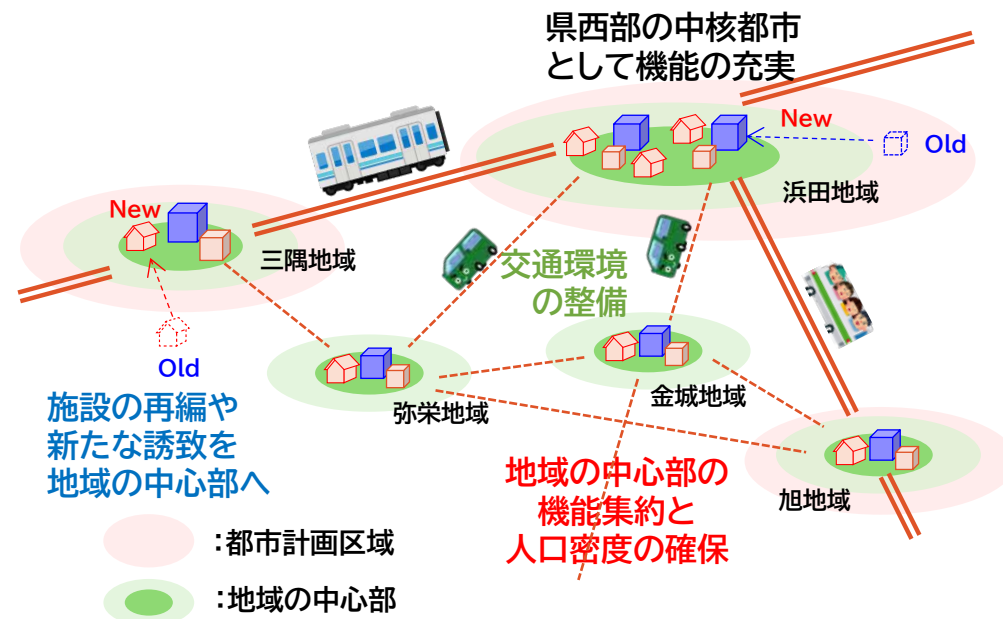 県西部の中核都市
として機能の充実
New
Old
浜田地域
New
三隅地域
交通環境
の整備
Old
弥栄地域
金城地域
施設の再編や
新たな誘致を
地域の中心部へ
地域の中心部の
機能集約と
人口密度の確保
旭地域
：都市計画区域
：地域の中心部